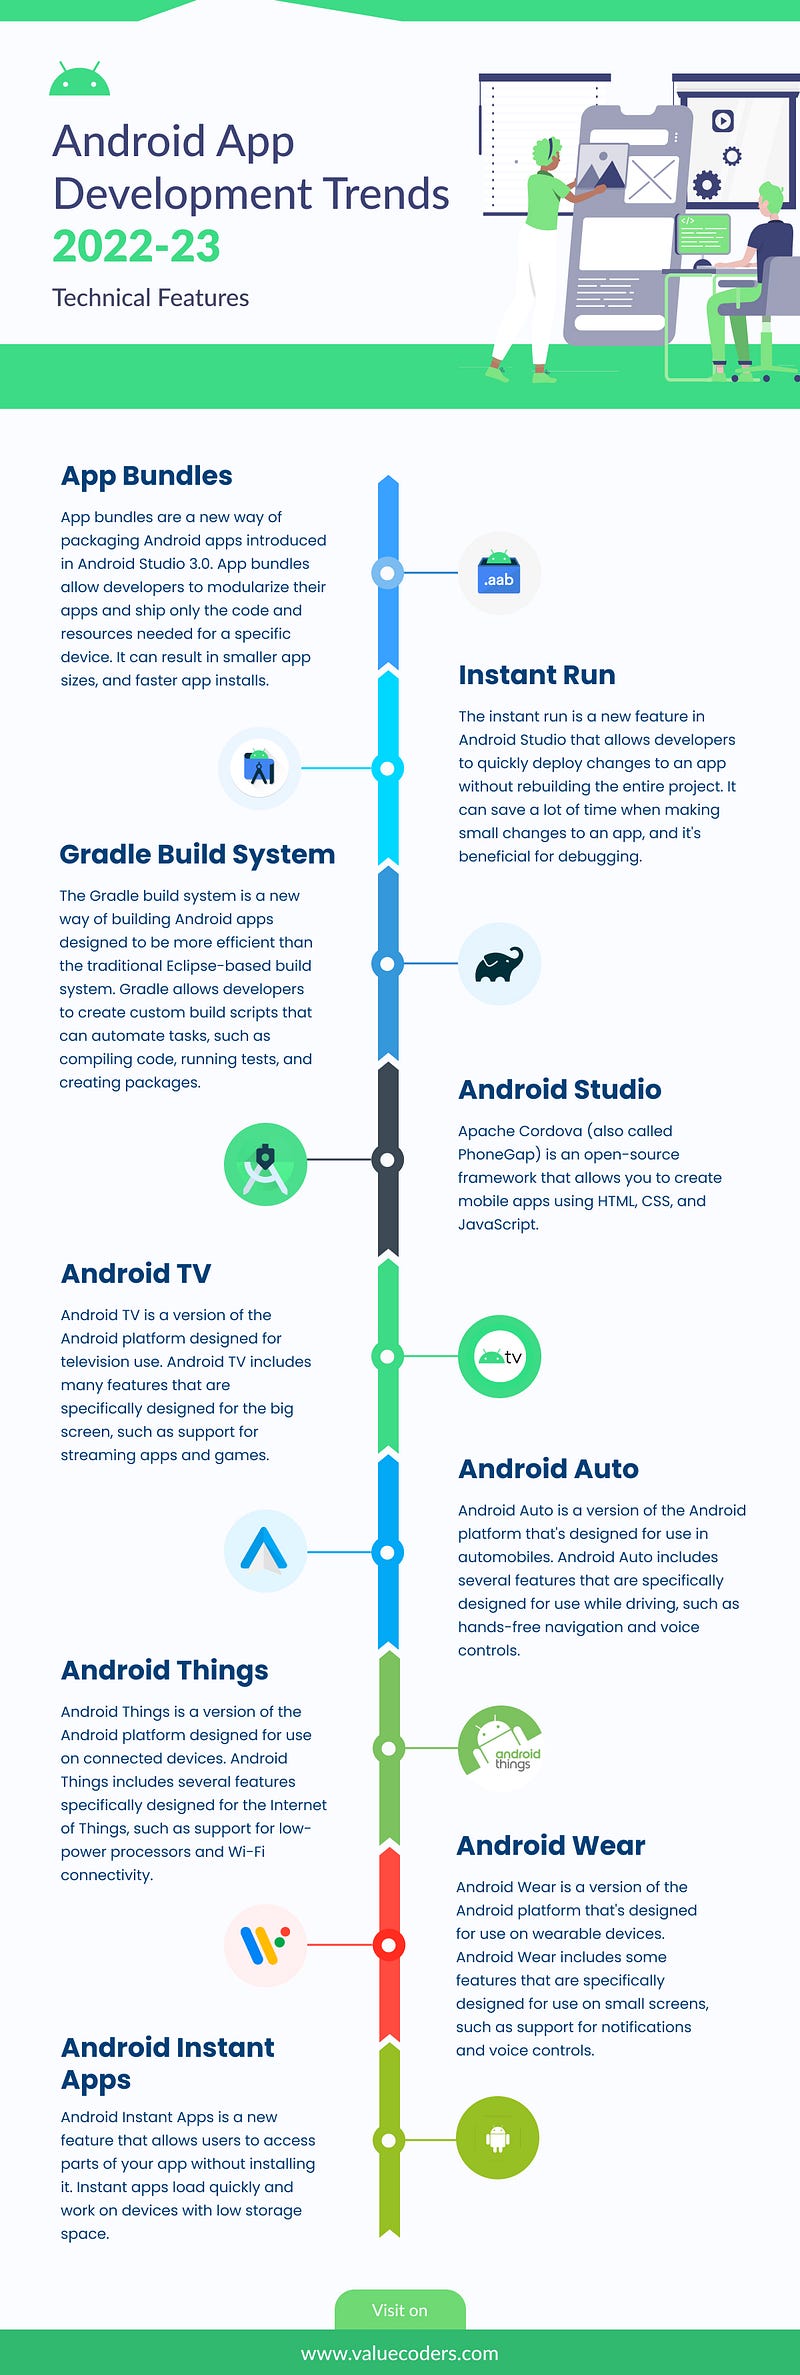 Android App
Development Trends
2022-23
Technical Features
</>
App Bundles
App bundles are a new way of
packaging Android apps introduced
in Android Studio 3.0. App bundles
allow developers to modularize their
apps and ship only the code and
resources needed for a specific
device. It can result in smaller app
sizes, and faster app installs.
.aab
Instant Run
The instant run is a new feature in
Android Studio that allows developers
to quickly deploy changes to an app
without rebuilding the entire project. It
can save a lot of time when making
small changes to an app, and it's
beneficial for debugging.
Gradle Build System
The Gradle build system is a new
way of building Android apps
designed to be more efficient than
the traditional Eclipse-based build
system. Gradle allows developers
to create custom build scripts that
can automate tasks, such as
compiling code, running tests, and
creating packages.
Android Studio
Apache Cordova (also called
PhoneGap) is an open-source
framework that allows you to create
mobile apps using HTML, CSS, and
JavaScript.
Android TV
Android TV is a version of the
Android platform designed for
television use. Android TV includes
many features that are
specifically designed for the big
screen, such as support for
streaming apps and games.
tv
Android Auto
Android Auto is a version of the Android
platform that's designed for use in
automobiles. Android Auto includes
several features that are specifically
designed for use while driving, such as
hands-free navigation and voice
controls.
Android Things
Android Things is a version of the
Android platform designed for use
on connected devices. Android
Things includes several features
specifically designed for the Internet
of Things, such as support for low-
power processors and Wi-Fi
connectivity.
android
things
Android Wear
Android Wear is a version of the
Android platform that's designed
for use on wearable devices.
Android Wear includes some
features that are specifically
designed for use on small screens,
such as support for notifications
and voice controls.
Android Instant
Apps
Android Instant Apps is a new
feature that allows users to access
parts of your app without installing
it. Instant apps load quickly and
work on devices with low storage
space.
Visit on
www.valuecoders.com